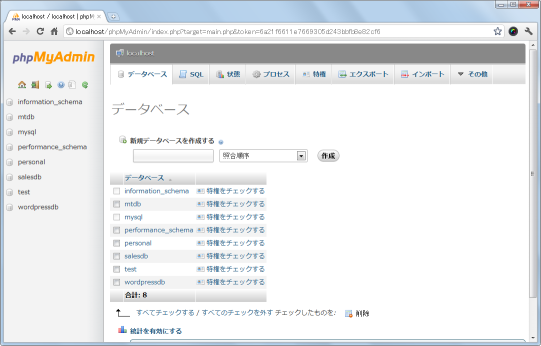 localhost / localhost | phpM
localhost/phpMyAdmin/index.php?target=main.php&token=6a21f6611e7669305d243bbfb8e82cf6
phpMyAdmin
information_schema
mtdb
mysql
performance_schema
personal
salesdb
test
wordpressdb
localhost
データベース SQL 状態 プロセス 特権 エクスポート インポート その他
データベース
新規データベースを作成する
照合順序 作成
データベース
information_schema 特権をチェックする
mtdb 特権をチェックする
mysql 特権をチェックする
performance_schema 特権をチェックする
personal 特権をチェックする
salesdb 特権をチェックする
test 特権をチェックする
wordpressdb 特権をチェックする
合計: 8
すべてチェックする / すべてのチェックを外す チェックしたものを: 削除
統計を有効にする